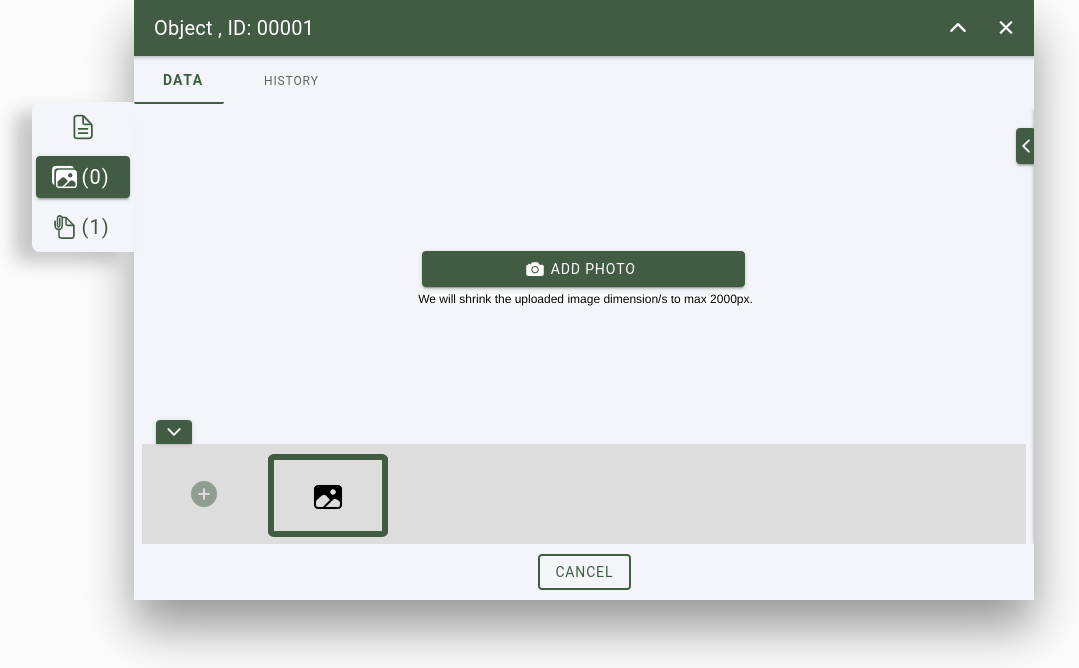 Object , ID: 00001
DATA
HISTORY
(0)
(1)
ADD PHOTO
We will shrink the uploaded image dimension/s to max 2000px.
CANCEL